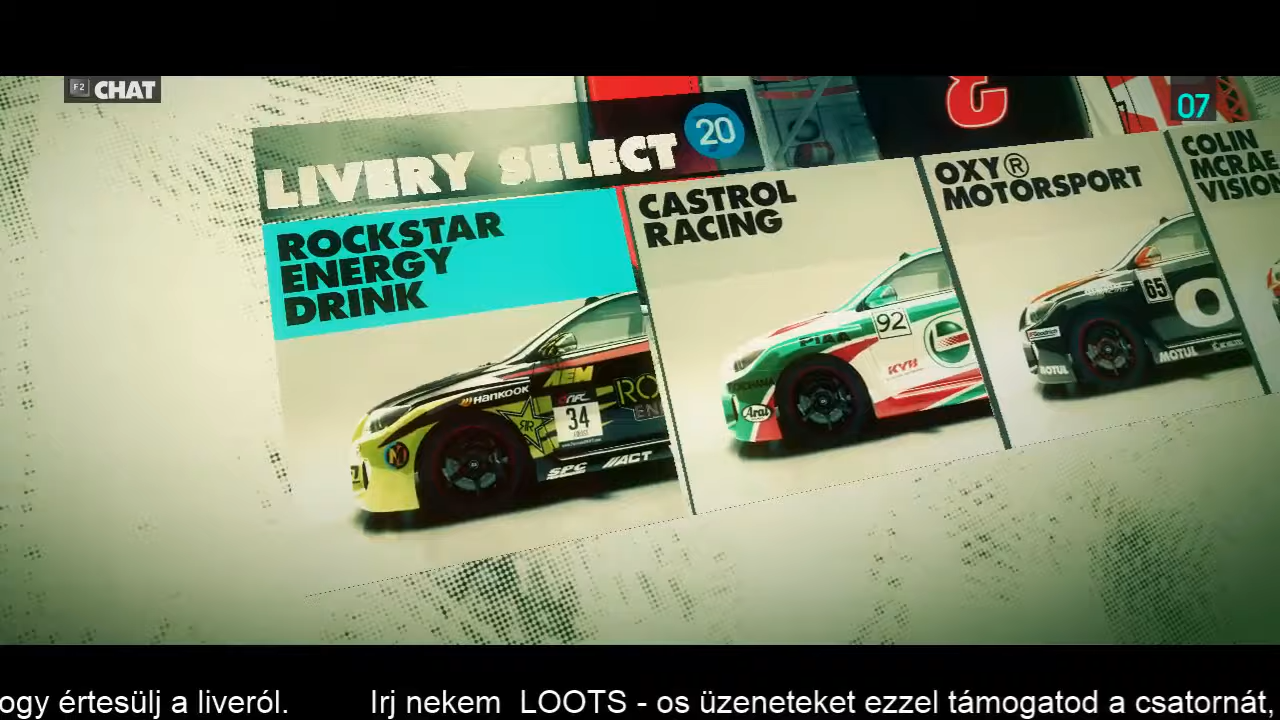 F2 CHAT
07
LIVERY SELECT 20
ROCKSTAR
ENERGY
DRINK
CASTROL
RACING
OXY®
MOTORSPORT
COLIN
MCRAE
VISION
&
AEM
HANKOOK
34
SPC
ACT
92
PIAA
KYB
YOKOHAMA
Aral
65
MOTUL
MOTUL
ogy értesülj a liveról. Irj nekem LOOTS - os üzeneteket ezzel támogatod a csatornát,